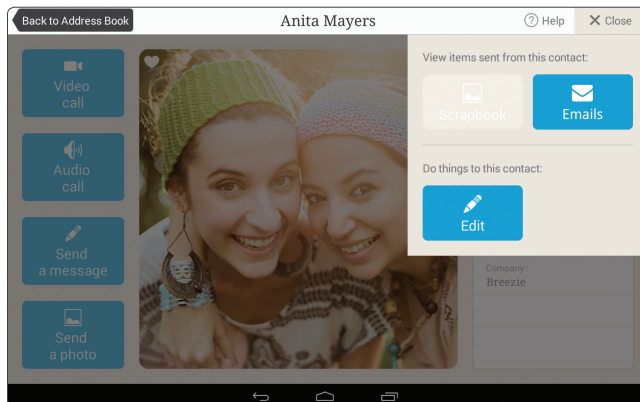 Back to Address Book
Anita Mayers
? Help
Close
View items sent from this contact:
Scrapbook
Emails
Do things to this contact:
Edit
Video
call
Audio
call
Send
a message
Send
a photo
Company :
Breezie